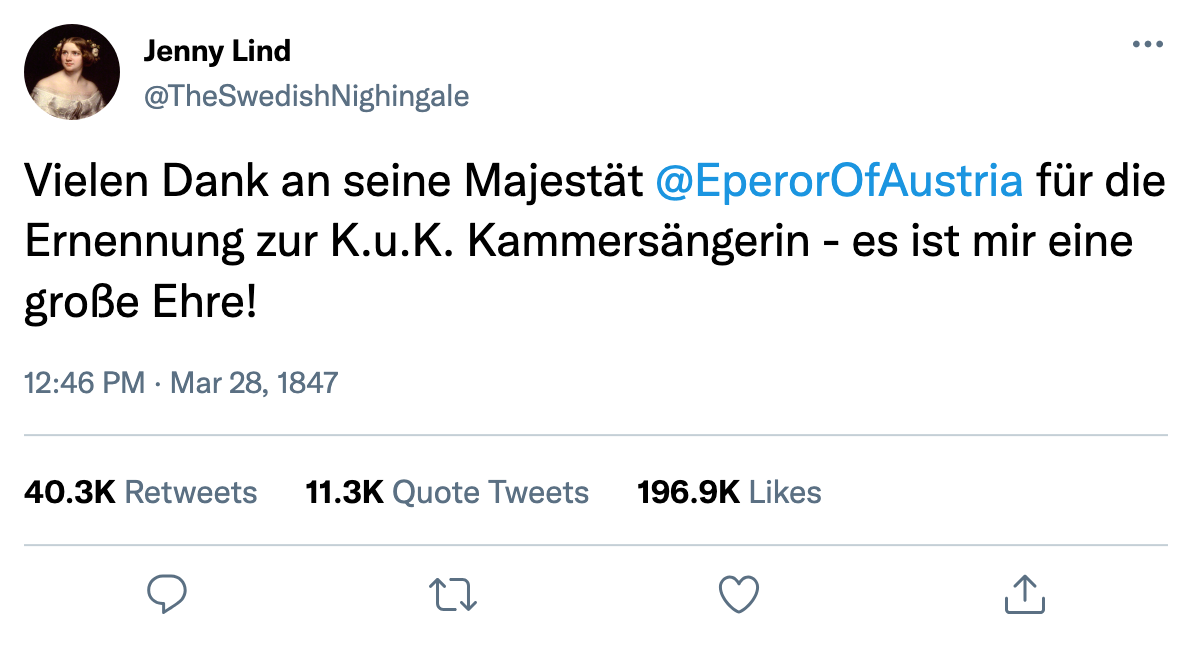 Jenny Lind
@TheSwedishNighingale
Vielen Dank an seine Majestät @EperorOfAustria für die
Ernennung zur K.u.K. Kammersängerin - es ist mir eine
große Ehre!
12:46 PM · Mar 28, 1847
40.3K Retweets 11.3K Quote Tweets 196.9K Likes